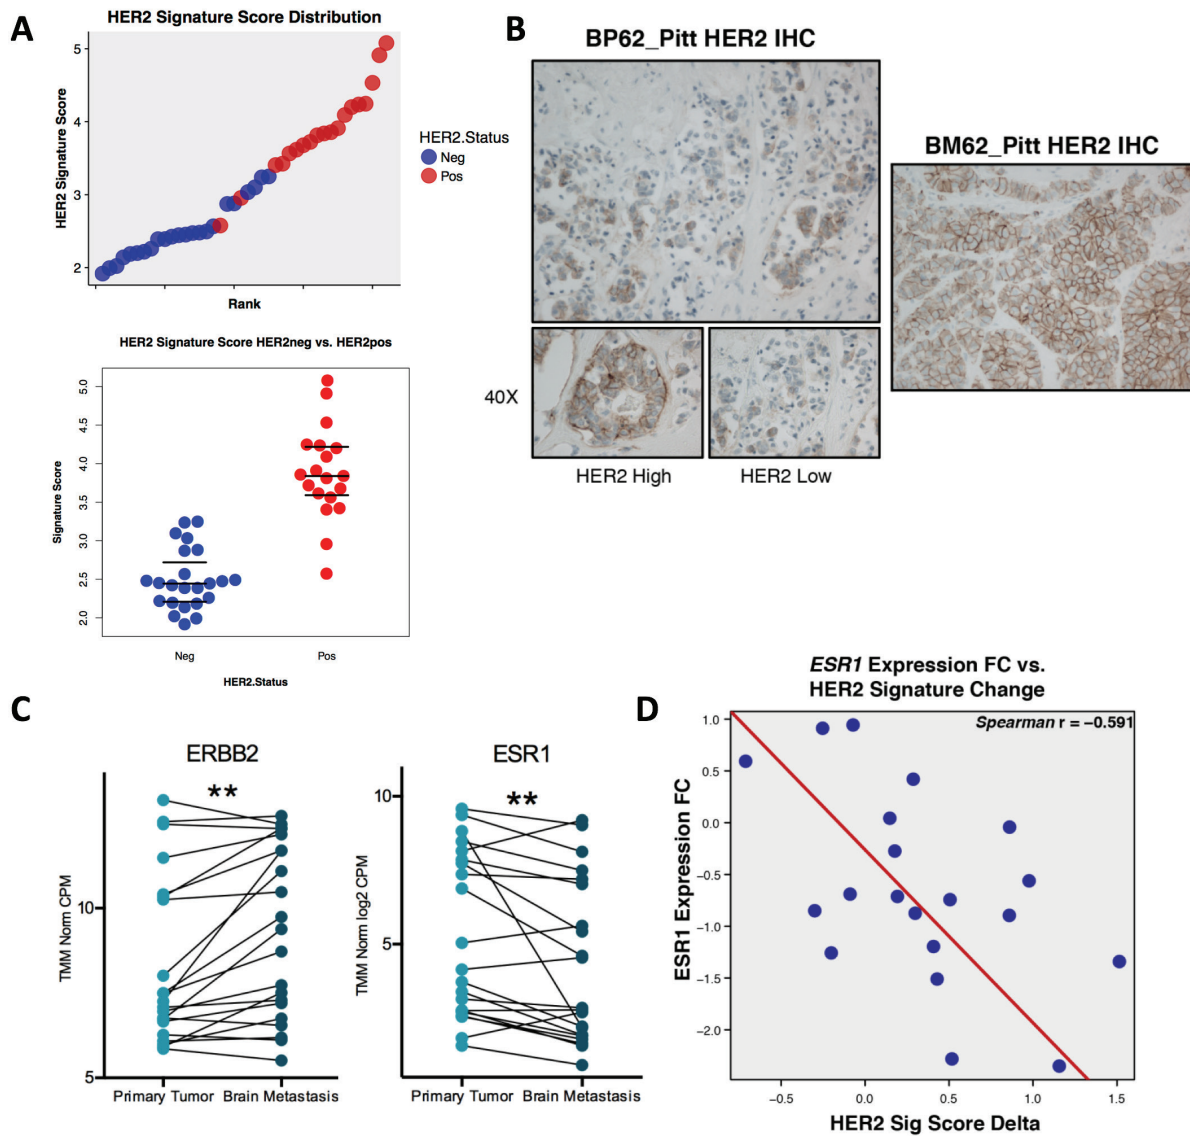 A
HER2 Signature Score Distribution
HER2 Signature Score
5
4
3
2
Rank
HER2.Status
Neg
Pos
HER2 Signature Score HER2neg vs. HER2pos
Signature Score
5.0
4.5
4.0
3.5
3.0
2.5
2.0
Neg
Pos
HER2.Status
B
BP62_Pitt HER2 IHC
BM62_Pitt HER2 IHC
40X
HER2 High
HER2 Low
C
ERBB2
**
TMM Norm CPM
10
5
Primary Tumor
Brain Metastasis
ESR1
**
TMM Norm log2 CPM
10
5
Primary Tumor
Brain Metastasis
D
ESR1 Expression FC vs.
HER2 Signature Change
Spearman r = −0.591
ESR1 Expression FC
1.0
0.5
0.0
−0.5
−1.0
−1.5
−2.0
−0.5
0.0
0.5
1.0
1.5
HER2 Sig Score Delta